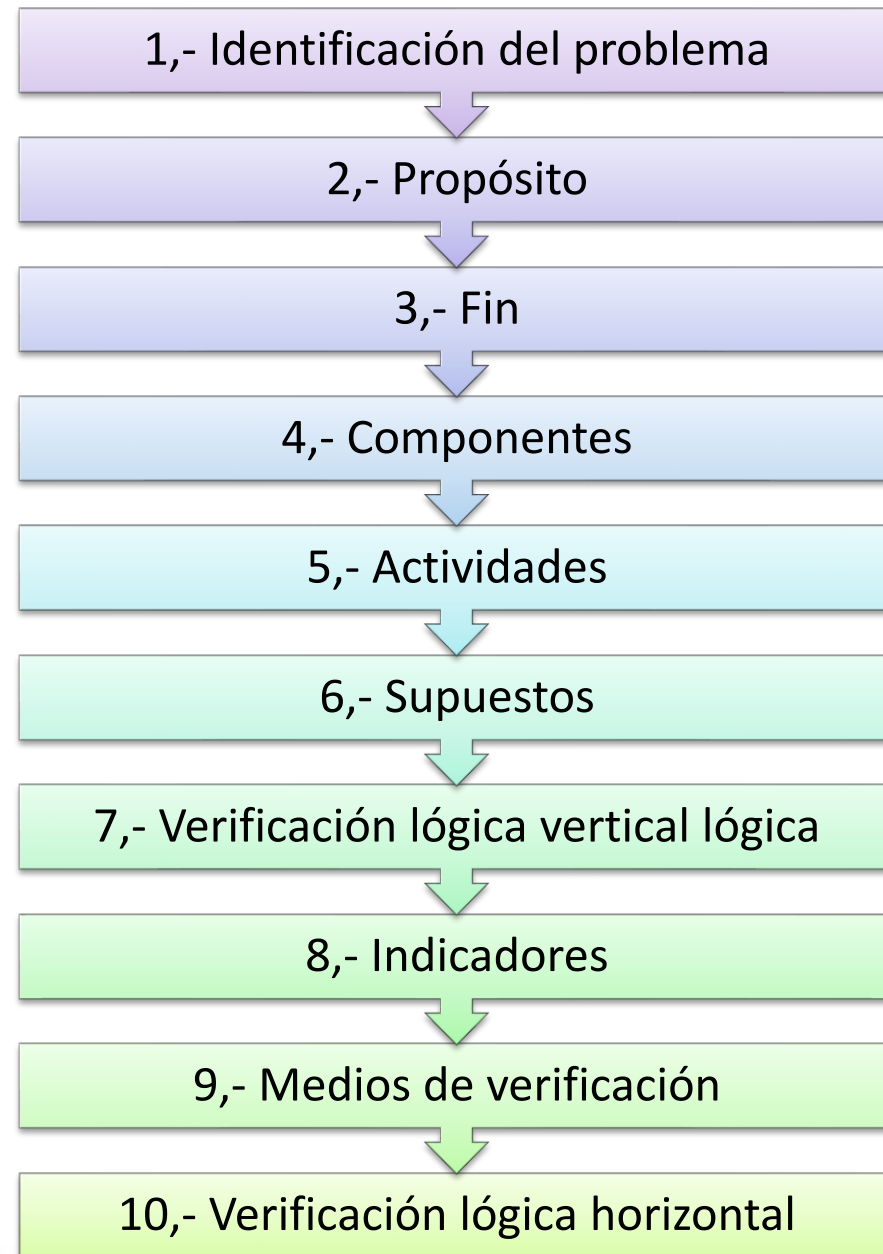 1,- Identificación del problema
2,- Propósito
3,- Fin
4,- Componentes
5,- Actividades
6,- Supuestos
7,- Verificación lógica vertical lógica
8,- Indicadores
9,- Medios de verificación
10,- Verificación lógica horizontal